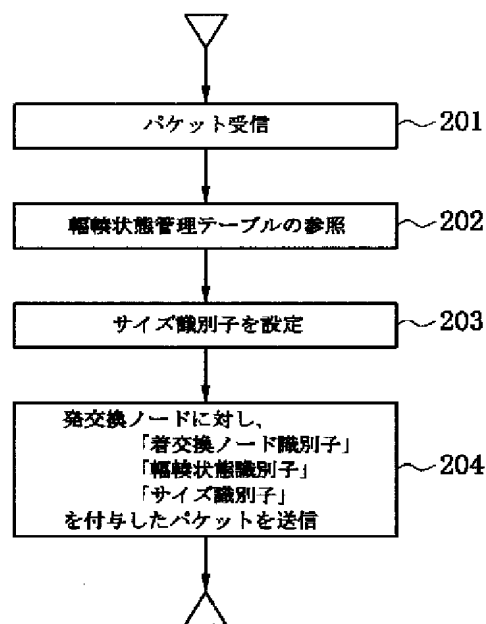 パケット受信
201
輻輳状態管理テーブルの参照
202
サイズ識別子を設定
203
発交換ノードに対し、
「着交換ノード識別子」
「輻輳状態識別子」
「サイズ識別子」
を付与したパケットを送信
204